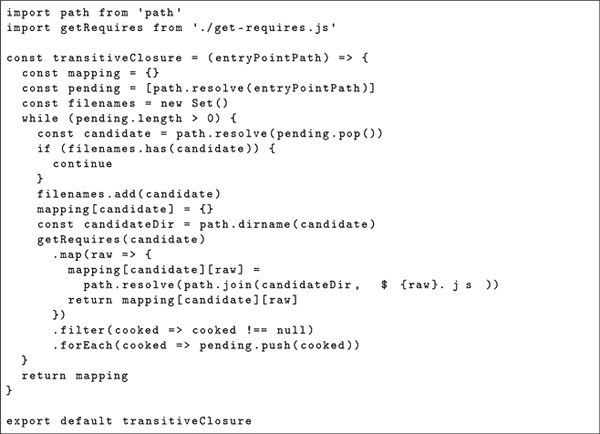 import path from 'path'
import getRequires from './get-requires.js'

const transitiveClosure = (entryPointPath) => {
  const mapping = {}
  const pending = [path.resolve(entryPointPath)]
  const filenames = new Set()
  while (pending.length > 0) {
    const candidate = path.resolve(pending.pop())
    if (filenames.has(candidate)) {
      continue
    }
    filenames.add(candidate)
    mapping[candidate] = {}
    const candidateDir = path.dirname(candidate)
    getRequires(candidate)
      .map(raw => {
        mapping[candidate][raw] =
          path.resolve(path.join(candidateDir,  $ {raw}. j s  ))
        return mapping[candidate][raw]
      })
      .filter(cooked => cooked !== null)
      .forEach(cooked => pending.push(cooked))
  }
  return mapping
}

export default transitiveClosure